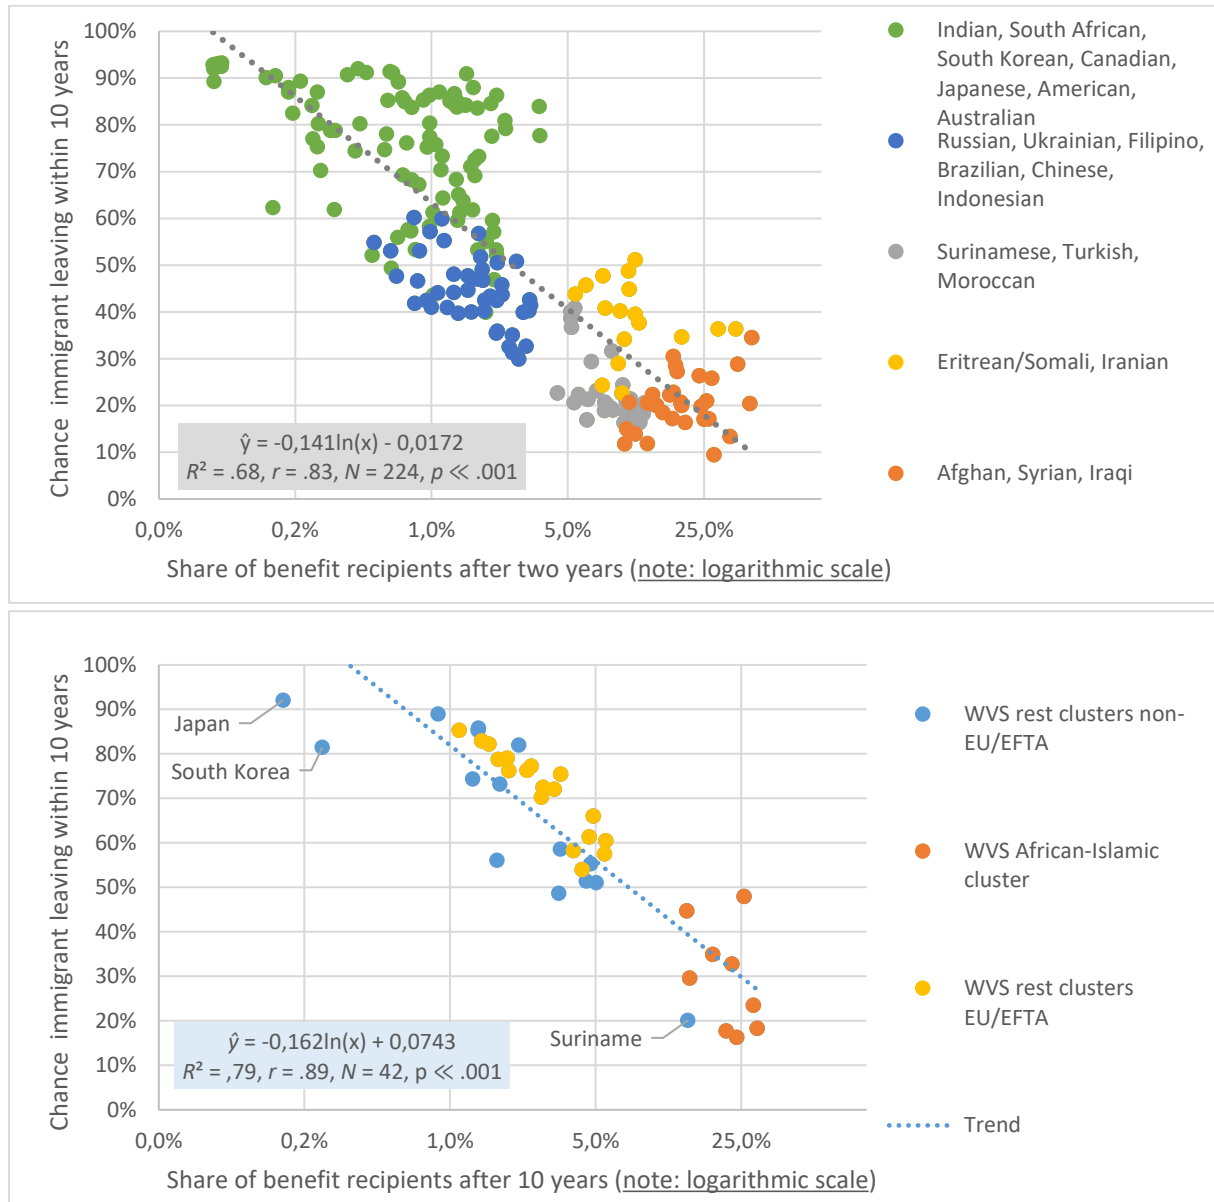 Chance immigrant leaving within 10 years
100%
90%
80%
70%
60%
50%
40%
30%
20%
10%
0%
ŷ = -0,141ln(x) - 0,0172
R² = .68, r = .83, N = 224, p ≪ .001
0,0%
0,2%
1,0%
5,0%
25,0%
Share of benefit recipients after two years (note: logarithmic scale)
Indian, South African,
South Korean, Canadian,
Japanese, American,
Australian
Russian, Ukrainian, Filipino,
Brazilian, Chinese,
Indonesian
Surinamese, Turkish,
Moroccan
Eritrean/Somali, Iranian
Afghan, Syrian, Iraqi
Chance immigrant leaving within 10 years
100%
90%
80%
70%
60%
50%
40%
30%
20%
10%
0%
Japan
South Korea
Suriname
ŷ = -0,162ln(x) + 0,0743
R² = ,79, r = .89, N = 42, p ≪ .001
0,0%
0,2%
1,0%
5,0%
25,0%
Share of benefit recipients after 10 years (note: logarithmic scale)
WVS rest clusters non-
EU/EFTA
WVS African-Islamic
cluster
WVS rest clusters
EU/EFTA
Trend